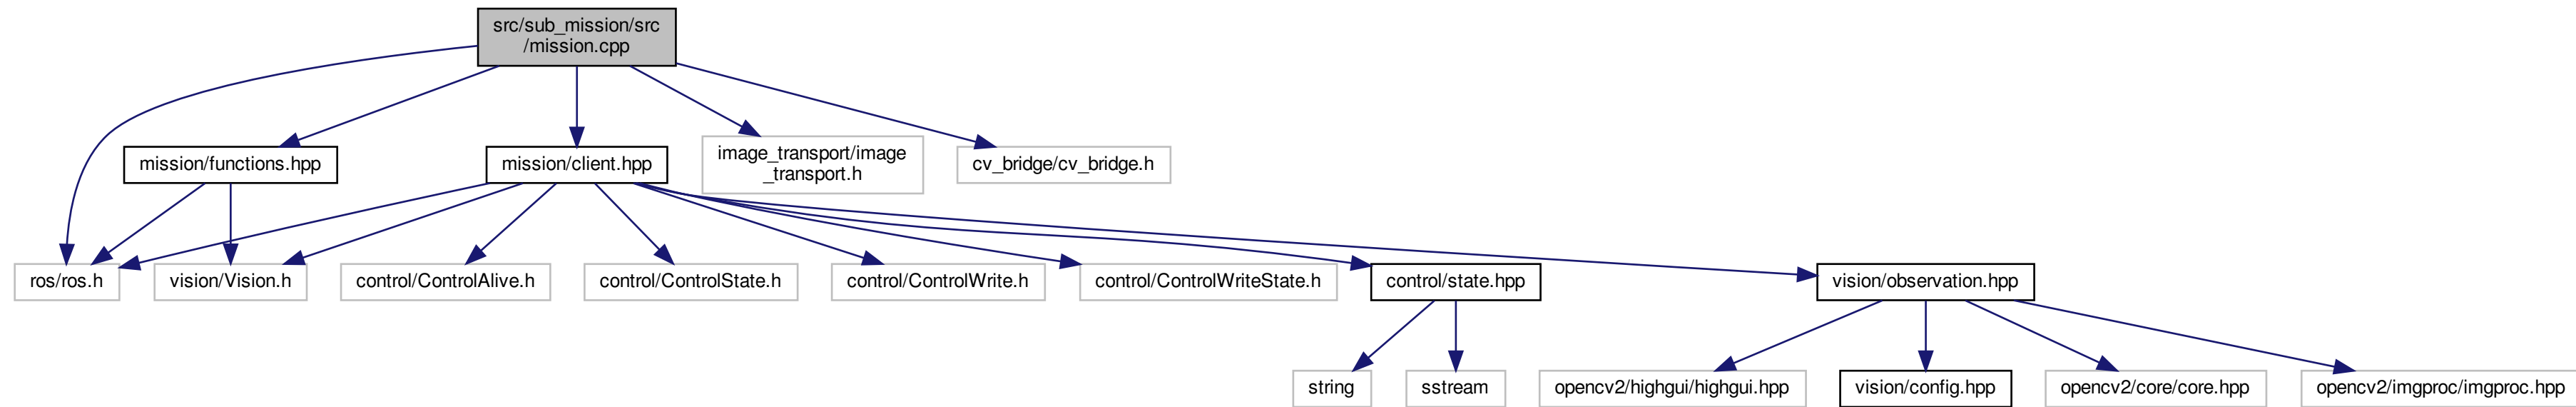 src/sub_mission/src
/mission.cpp
mission/functions.hpp
mission/client.hpp
image_transport/image
_transport.h
cv_bridge/cv_bridge.h
ros/ros.h
vision/Vision.h
control/ControlAlive.h
control/ControlState.h
control/ControlWrite.h
control/ControlWriteState.h
control/state.hpp
vision/observation.hpp
string
sstream
opencv2/highgui/highgui.hpp
vision/config.hpp
opencv2/core/core.hpp
opencv2/imgproc/imgproc.hpp